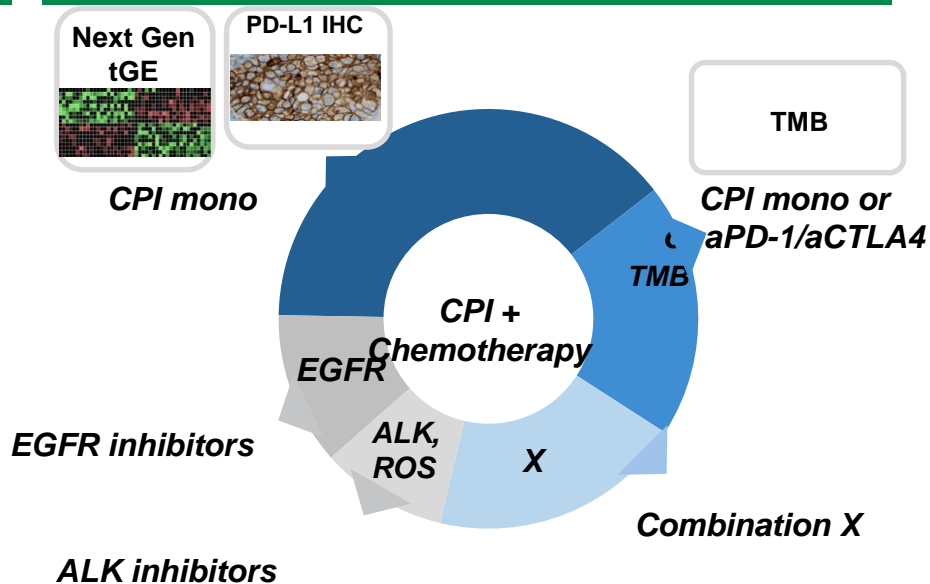 Next Gen
tGE
PD-L1 IHC
TMB
CPI mono
CPI mono or
aPD-1/aCTLA4
TMB
CPI +
Chemotherapy
EGFR
EGFR inhibitors
ALK,
ROS
X
Combination X
ALK inhibitors